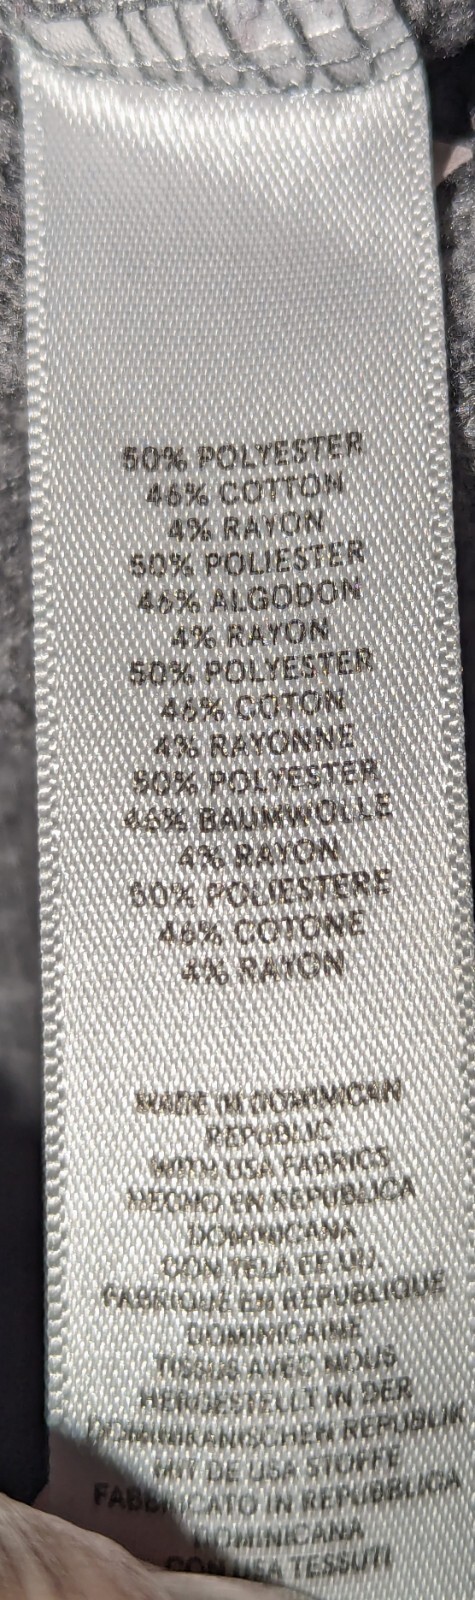 50% POLYESTER
46% COTTON
4% RAYON
50% POLIESTER
46% ALGODON
4% RAYON
50% POLYESTER
46% COTON
4% RAYONNE
50% POLYESTER
46% BAUMWOLLE
4% RAYON
50% POLIESTERE
46% COTONE
4% RAYON
MADE IN DOMINICAN
REPUBLIC
WITH USA FABRICS
HECHO EN REPUBLICA
DOMINICANA
CON TELA EE.UU.
FABRIQUÉ EN RÉPUBLIQUE
DOMINICAINE
TISSUS AVEC NOUS
HERGESTELLT IN DER
DOMINIKANISCHEN REPUBLIK
MIT DE USA STOFFE
FABBRICATO IN REPUBBLICA
DOMINICANA
CON USA TESSUTI